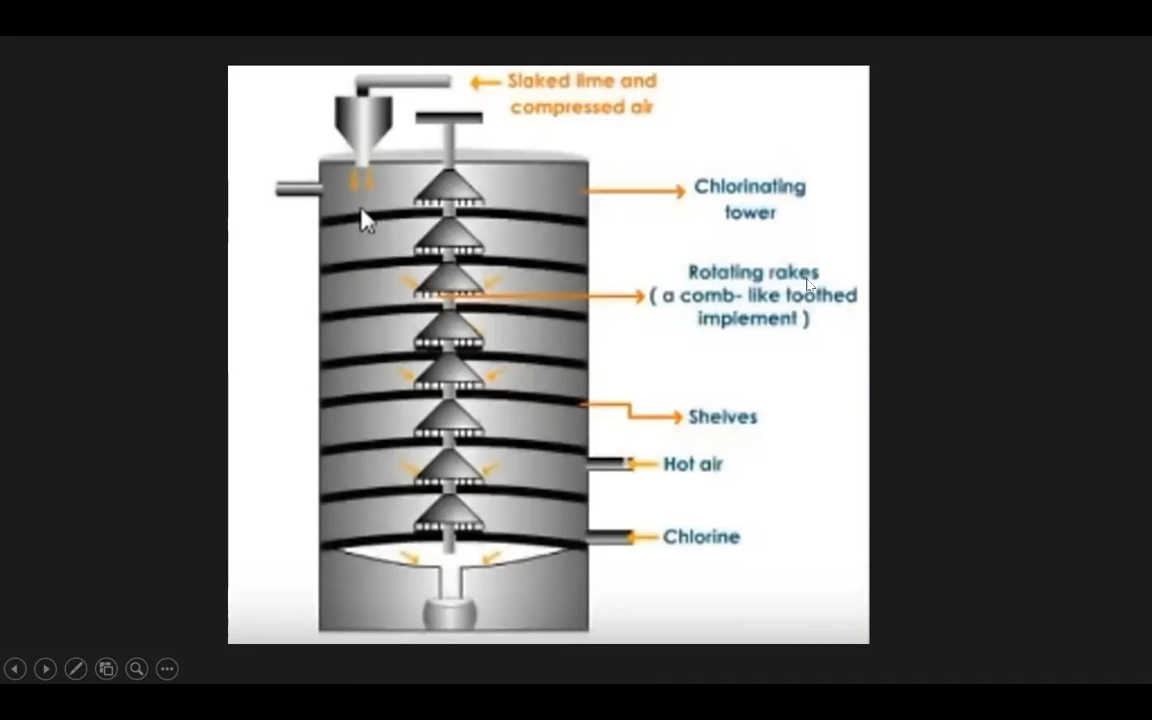 Slaked lime and
compressed air
Chlorinating
tower
Rotating rakes
( a comb- like toothed
implement )
Shelves
Hot air
Chlorine